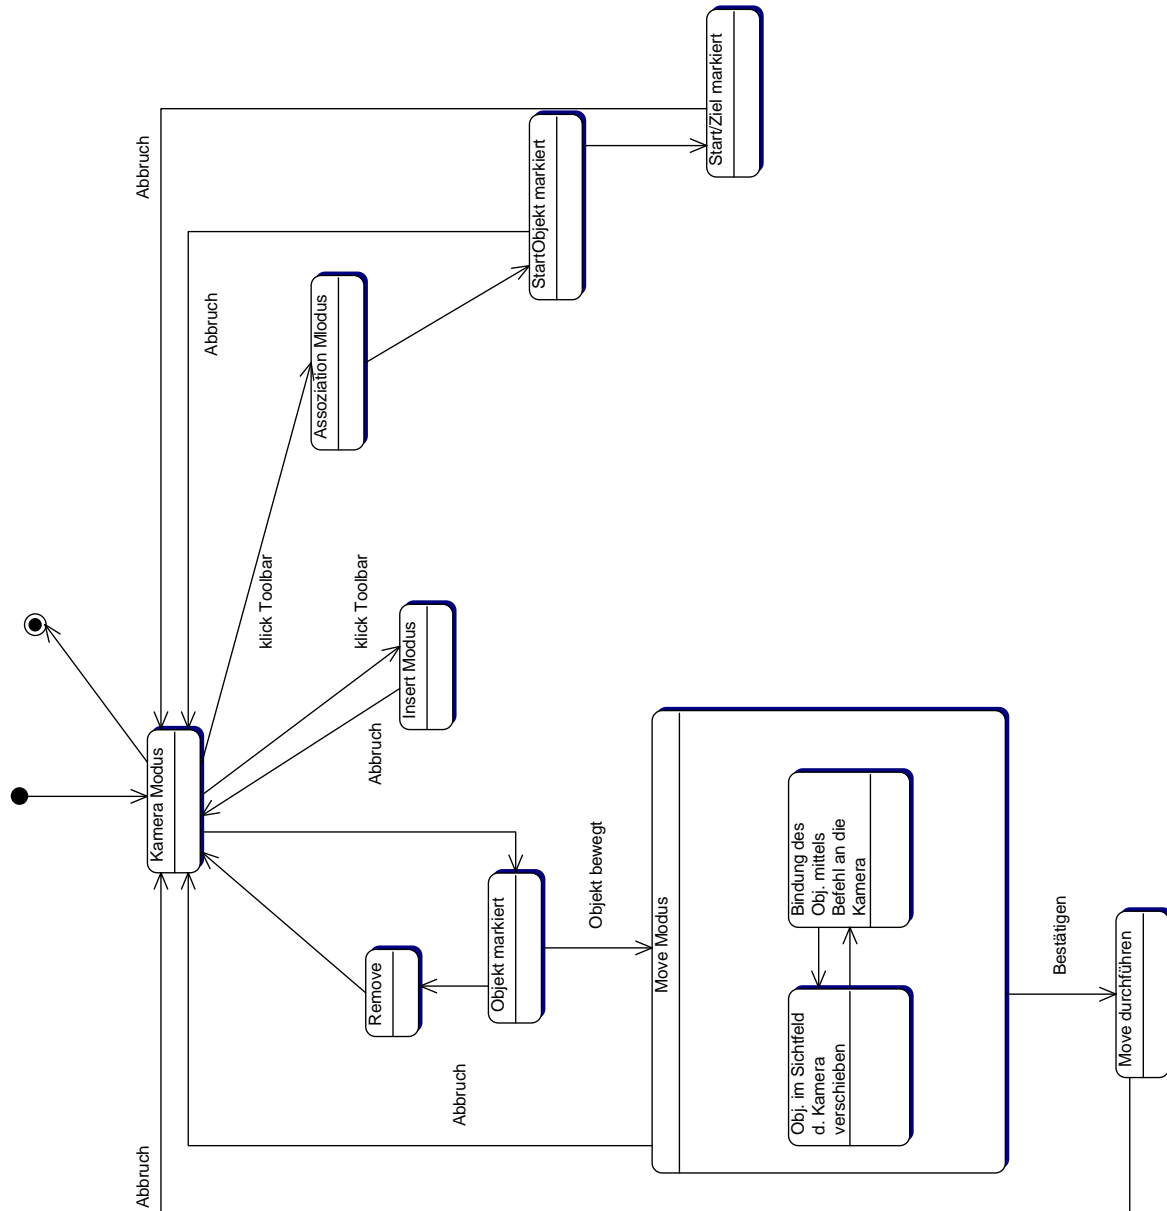 Kamera Modus
Abbruch
Abbruch
Start/Ziel markiert
StartObjekt markiert
Assoziation Mlodus
klick Toolbar
klick Toolbar
Insert Modus
Abbruch
Remove
Objekt markiert
Objekt bewegt
Abbruch
Abbruch
Move Modus
Obj. im Sichtfeld
d. Kamera
verschieben
Bindung des
Obj. mittels
Befehl an die
Kamera
Bestätigen
Move durchführen